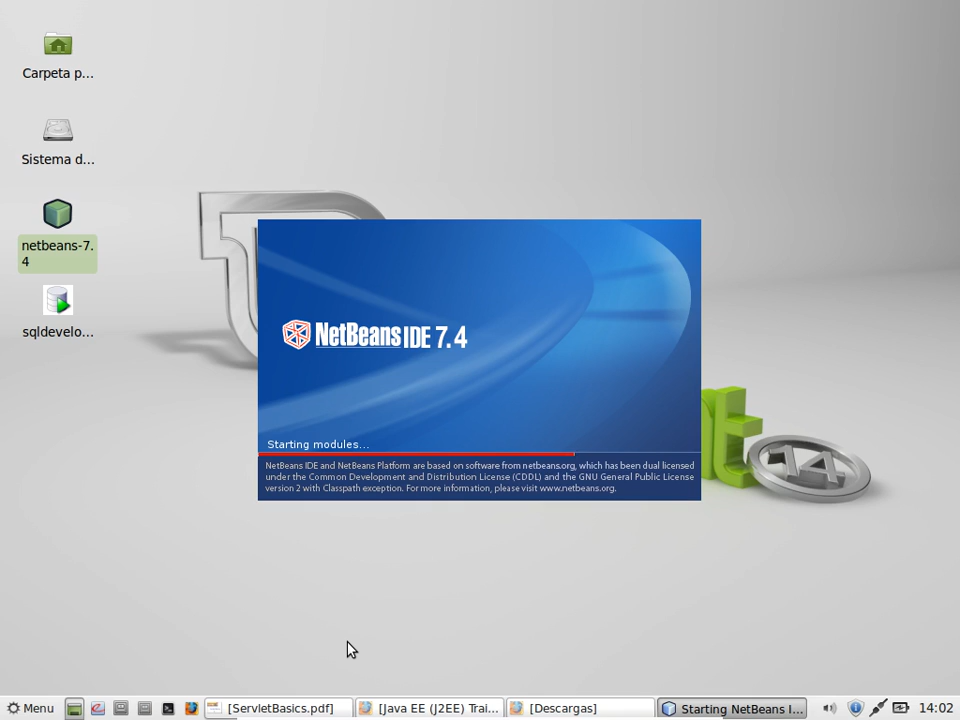 Carpeta p...
Sistema d...
netbeans-7.
4
sqldevelo...
NetBeans IDE 7.4
Starting modules...
NetBeans IDE and NetBeans Platform are based on software from netbeans.org, which has been dual licensed
under the Common Development and Distribution License (CDDL) and the GNU General Public License
version 2 with Classpath exception. For more information, please visit www.netbeans.org.
t
14
Menu
[ServletBasics.pdf]
[Java EE (J2EE) Trai...
[Descargas]
Starting NetBeans I...
14:02